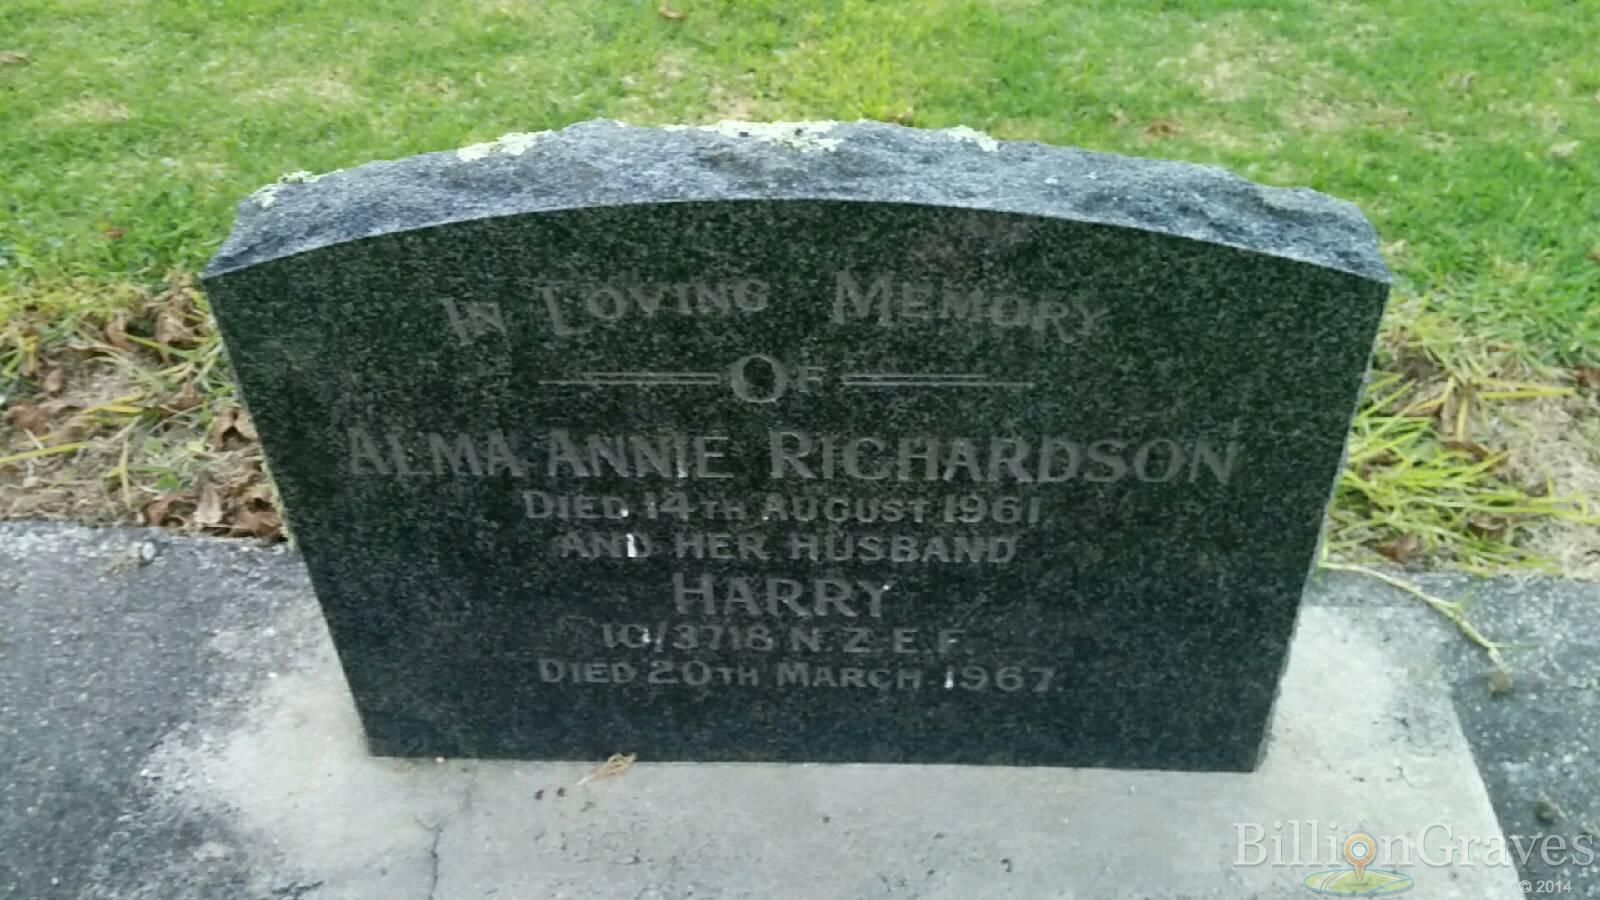 In Loving Memory
Of
Alma Annie Richardson
Died 14th August 1961
and her husband
Harry
10/3718 N.Z.E.F.
Died 20th March 1967.
BillionGraves
© 2014